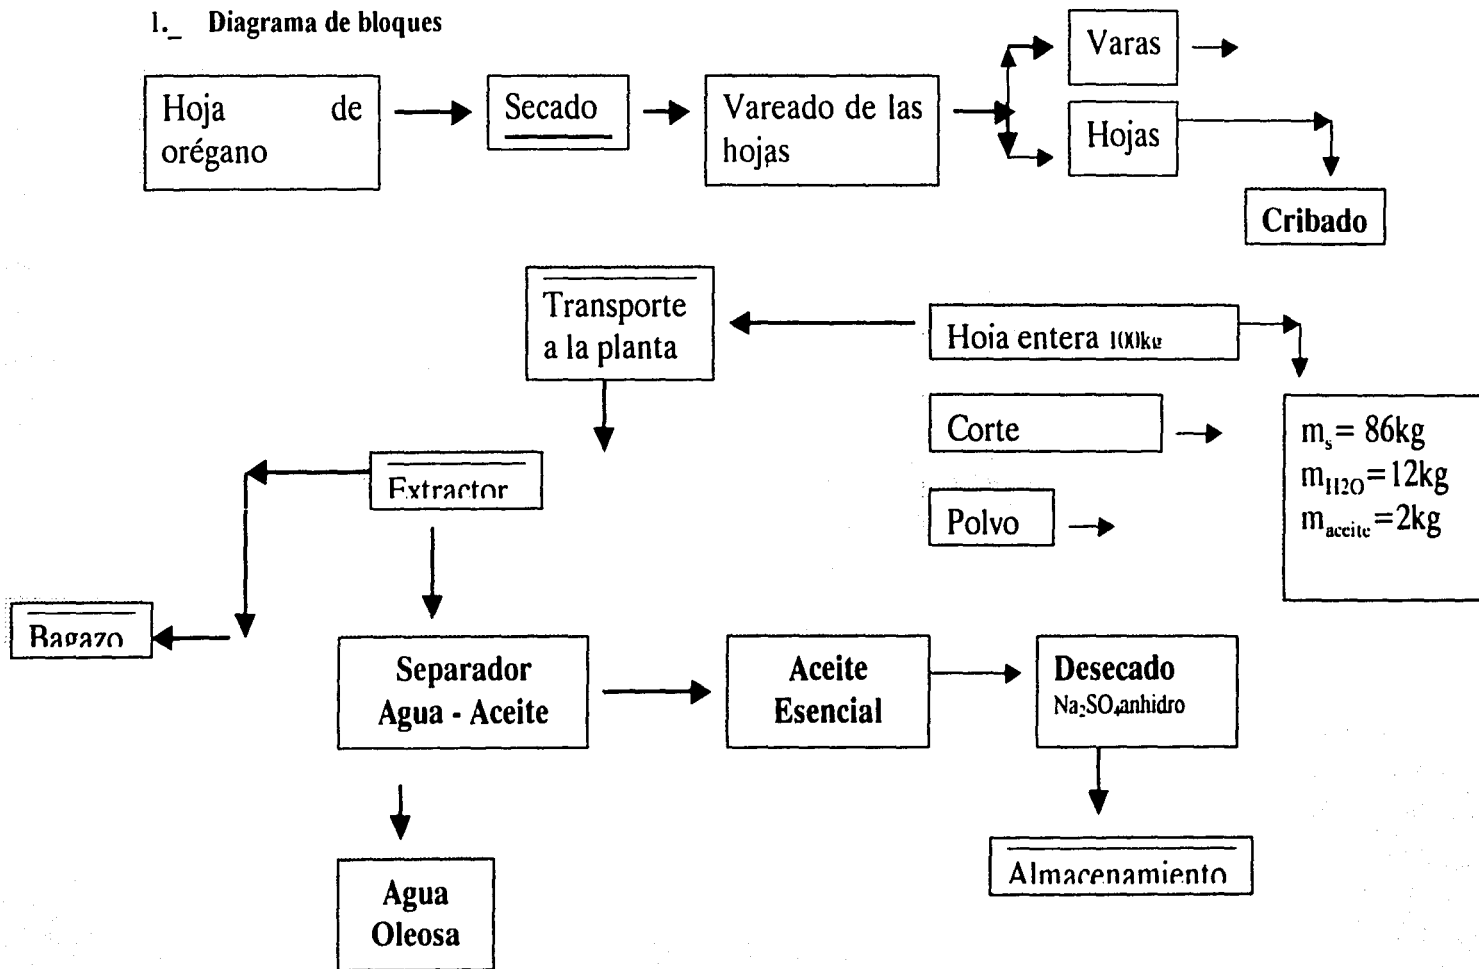 1._ Diagrama de bloques
Hoja de
orégano
Secado
Vareado de las
hojas
Varas
Hojas
Cribado
Transporte
a la planta
Hoja entera 100kg
Corte
Polvo
mₛ= 86kg
m_H2O=12kg
m_aceite=2kg
Extractor
Bagazo
Separador
Agua - Aceite
Aceite
Esencial
Desecado
Na₂SO₄anhidro
Agua
Oleosa
Almacenamiento